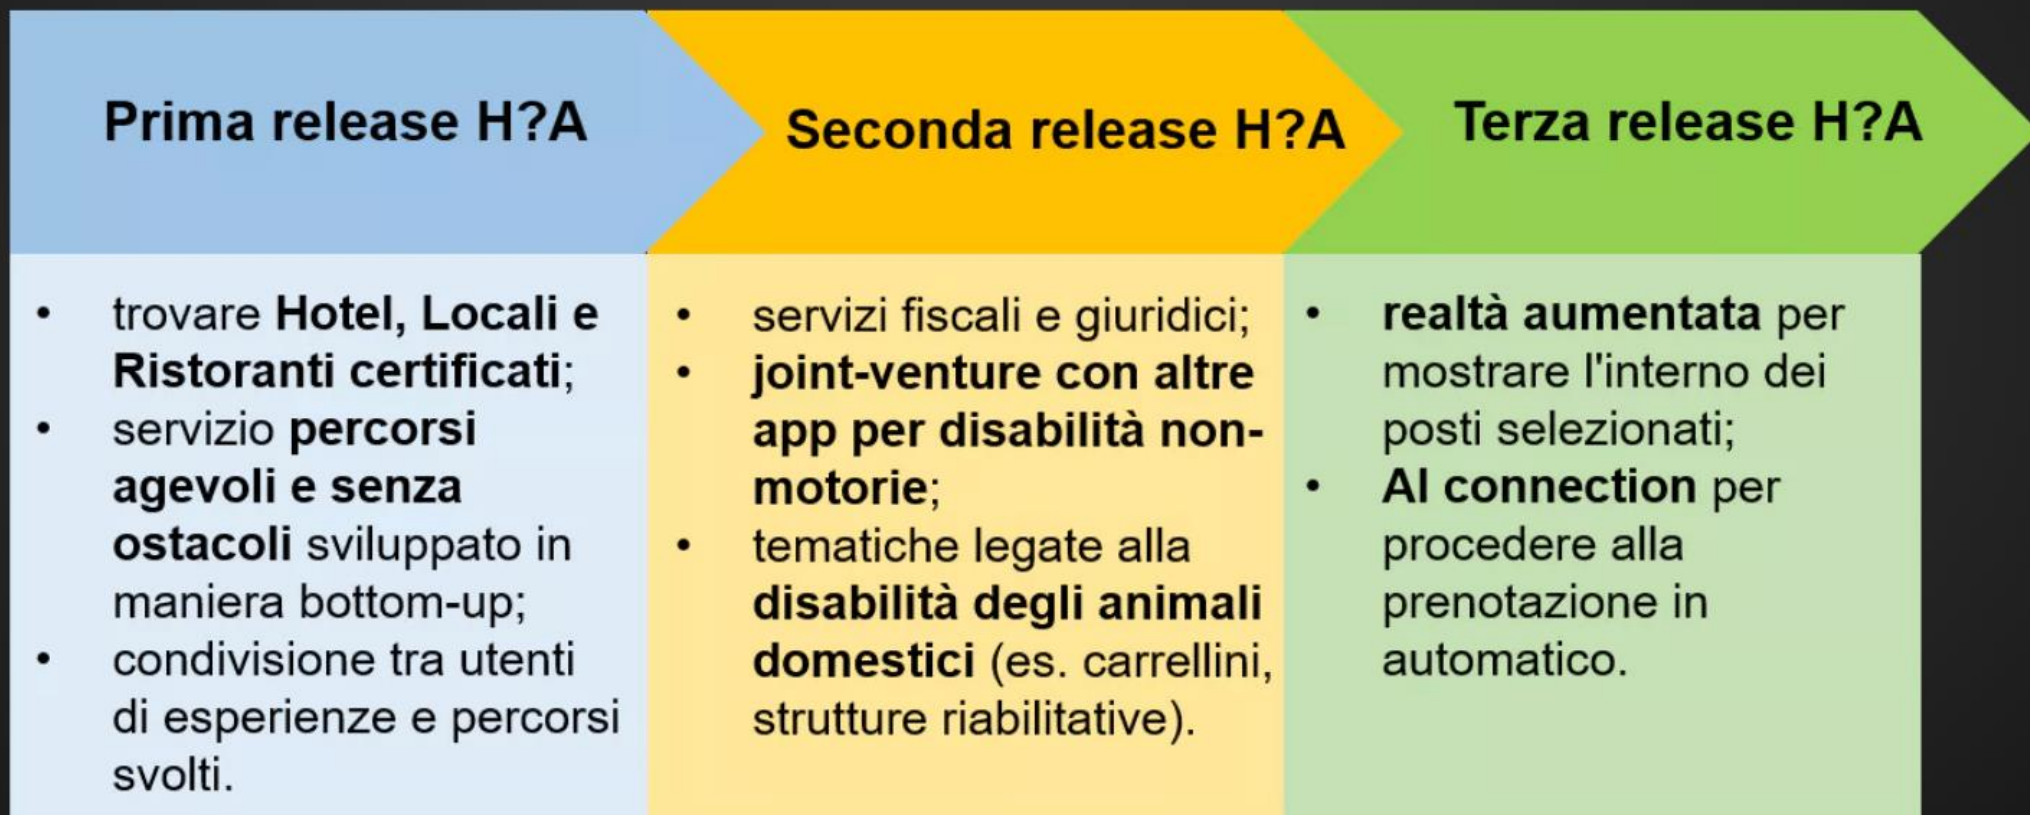 Prima release H?A
Seconda release H?A
Terza release H?A
• trovare Hotel, Locali e
Ristoranti certificati;
• servizio percorsi
agevoli e senza
ostacoli sviluppato in
maniera bottom-up;
• condivisione tra utenti
di esperienze e percorsi
svolti.
• servizi fiscali e giuridici;
• joint-venture con altre
app per disabilità non-
motorie;
• tematiche legate alla
disabilità degli animali
domestici (es. carrellini,
strutture riabilitative).
• realtà aumentata per
mostrare l'interno dei
posti selezionati;
• AI connection per
procedere alla
prenotazione in
automatico.